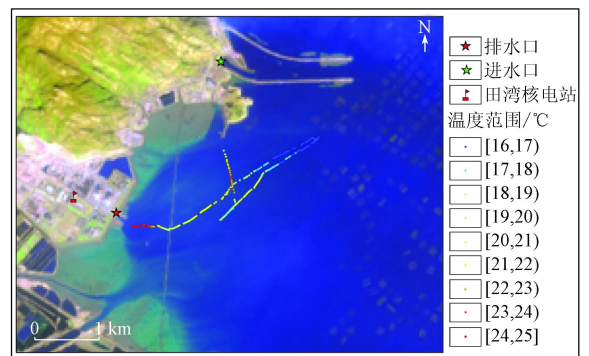 N
排水口
进水口
田湾核电站
温度范围/℃
[16,17)
[17,18)
[18,19)
[19,20)
[20,21)
[21,22)
[22,23)
[23,24)
[24,25]
0 1 km